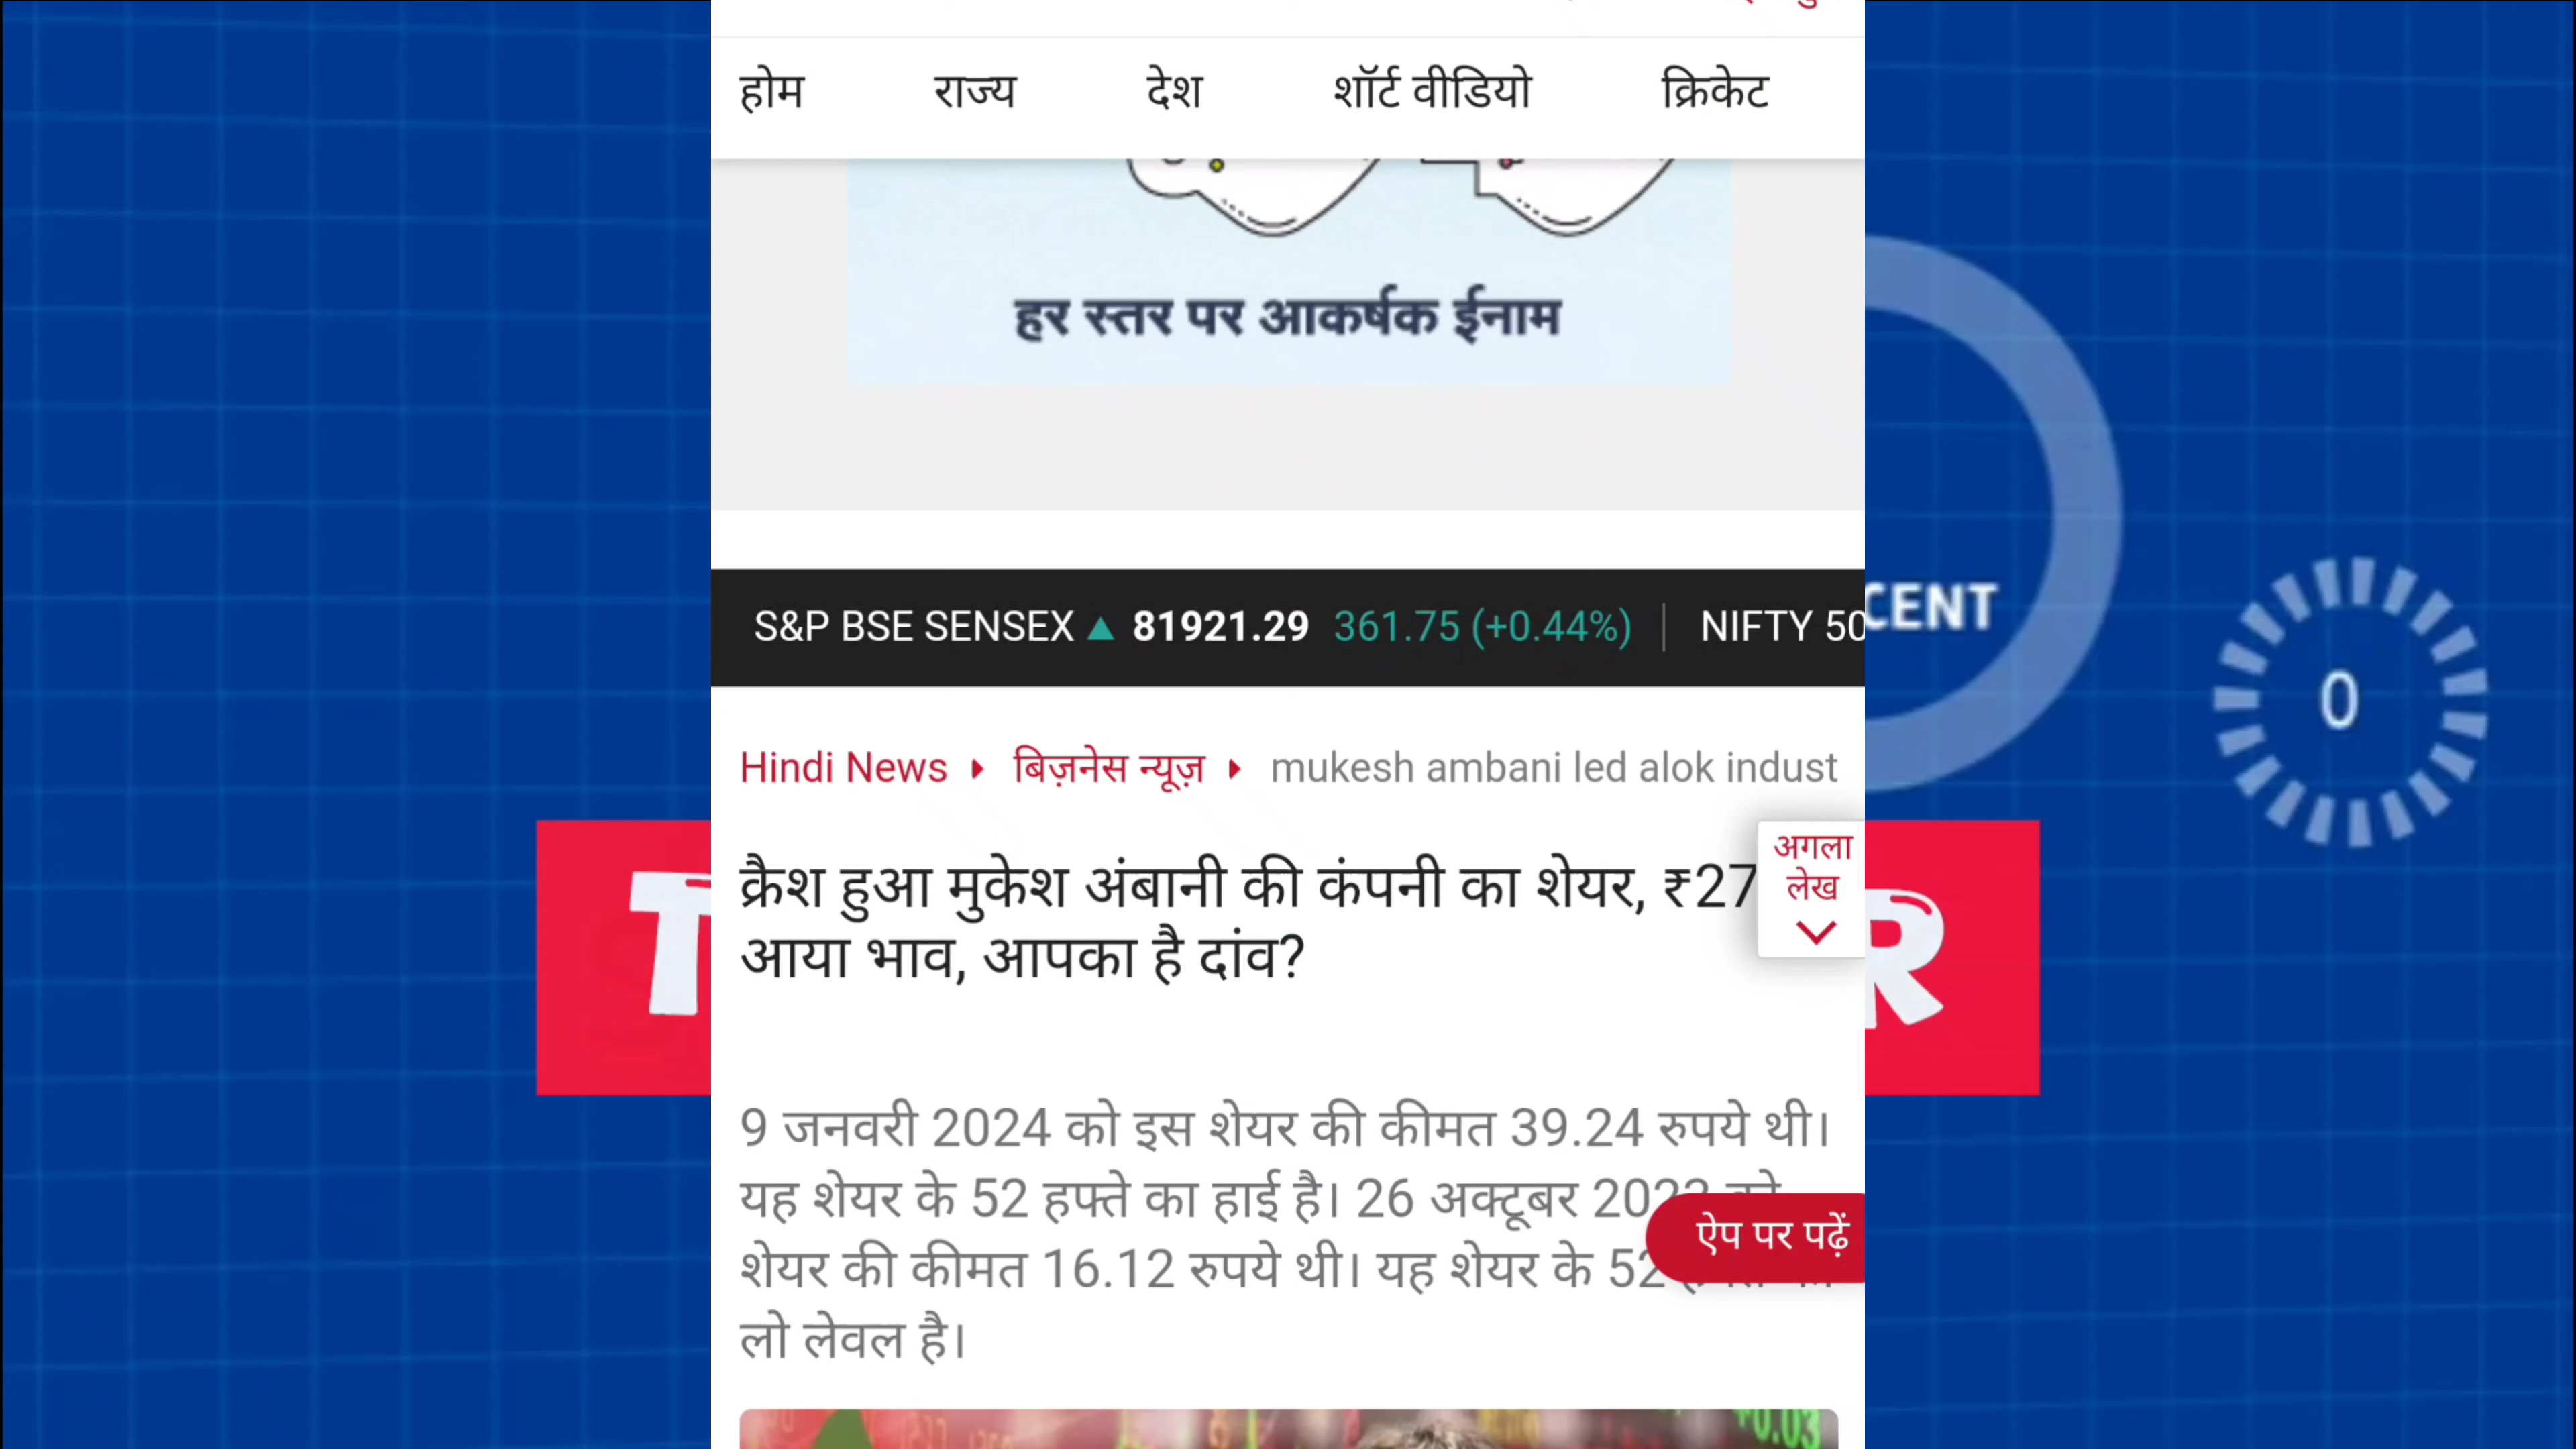 होम राज्य देश शॉर्ट वीडियो क्रिकेट
हर स्तर पर आकर्षक ईनाम
S&P BSE SENSEX ▲ 81921.29 361.75 (+0.44%) | NIFTY 50
CENT
0
Hindi News ▸ बिज़नेस न्यूज़ ▸ mukesh ambani led alok indust
अगला
लेख
क्रैश हुआ मुकेश अंबानी की कंपनी का शेयर, ₹27
आया भाव, आपका है दांव?
T R
9 जनवरी 2024 को इस शेयर की कीमत 39.24 रुपये थी।
यह शेयर के 52 हफ्ते का हाई है। 26 अक्टूबर
शेयर की कीमत 16.12 रुपये थी। यह शेयर के 52
लो लेवल है।
ऐप पर पढ़ें
+0.03